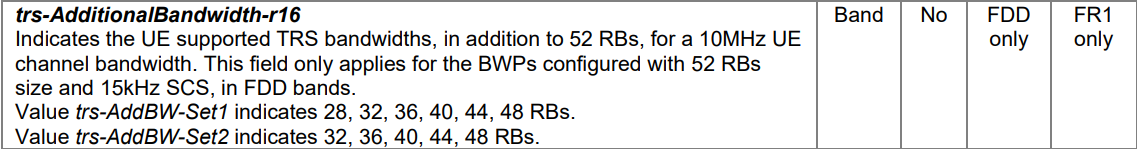 trs-AdditionalBandwidth-r16
Indicates the UE supported TRS bandwidths, in addition to 52 RBs, for a 10MHz UE
channel bandwidth. This field only applies for the BWPs configured with 52 RBs
size and 15kHz SCS, in FDD bands.
Value trs-AddBW-Set1 indicates 28, 32, 36, 40, 44, 48 RBs.
Value trs-AddBW-Set2 indicates 32, 36, 40, 44, 48 RBs.
Band
No
FDD
only
FR1
only